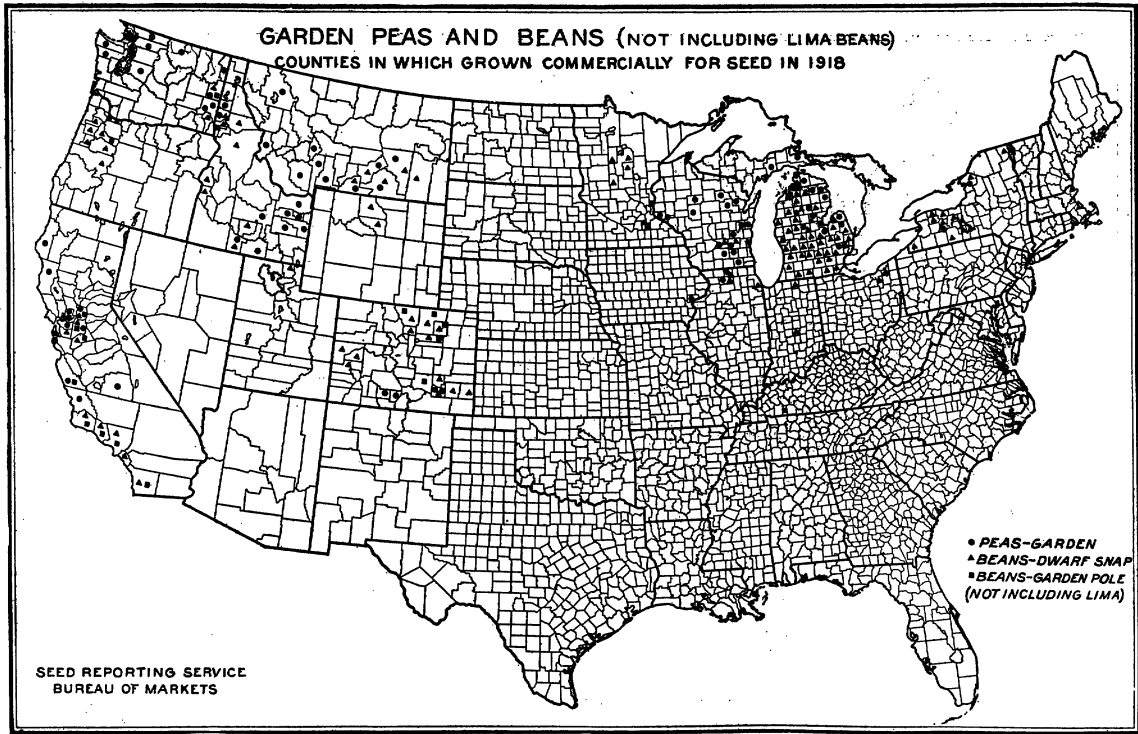 GARDEN PEAS AND BEANS (NOT INCLUDING LIMA BEANS)
COUNTIES IN WHICH GROWN COMMERCIALLY FOR SEED IN 1918
● PEAS-GARDEN
▲ BEANS-DWARF SNAP
■ BEANS-GARDEN POLE
(NOT INCLUDING LIMA)
SEED REPORTING SERVICE
BUREAU OF MARKETS